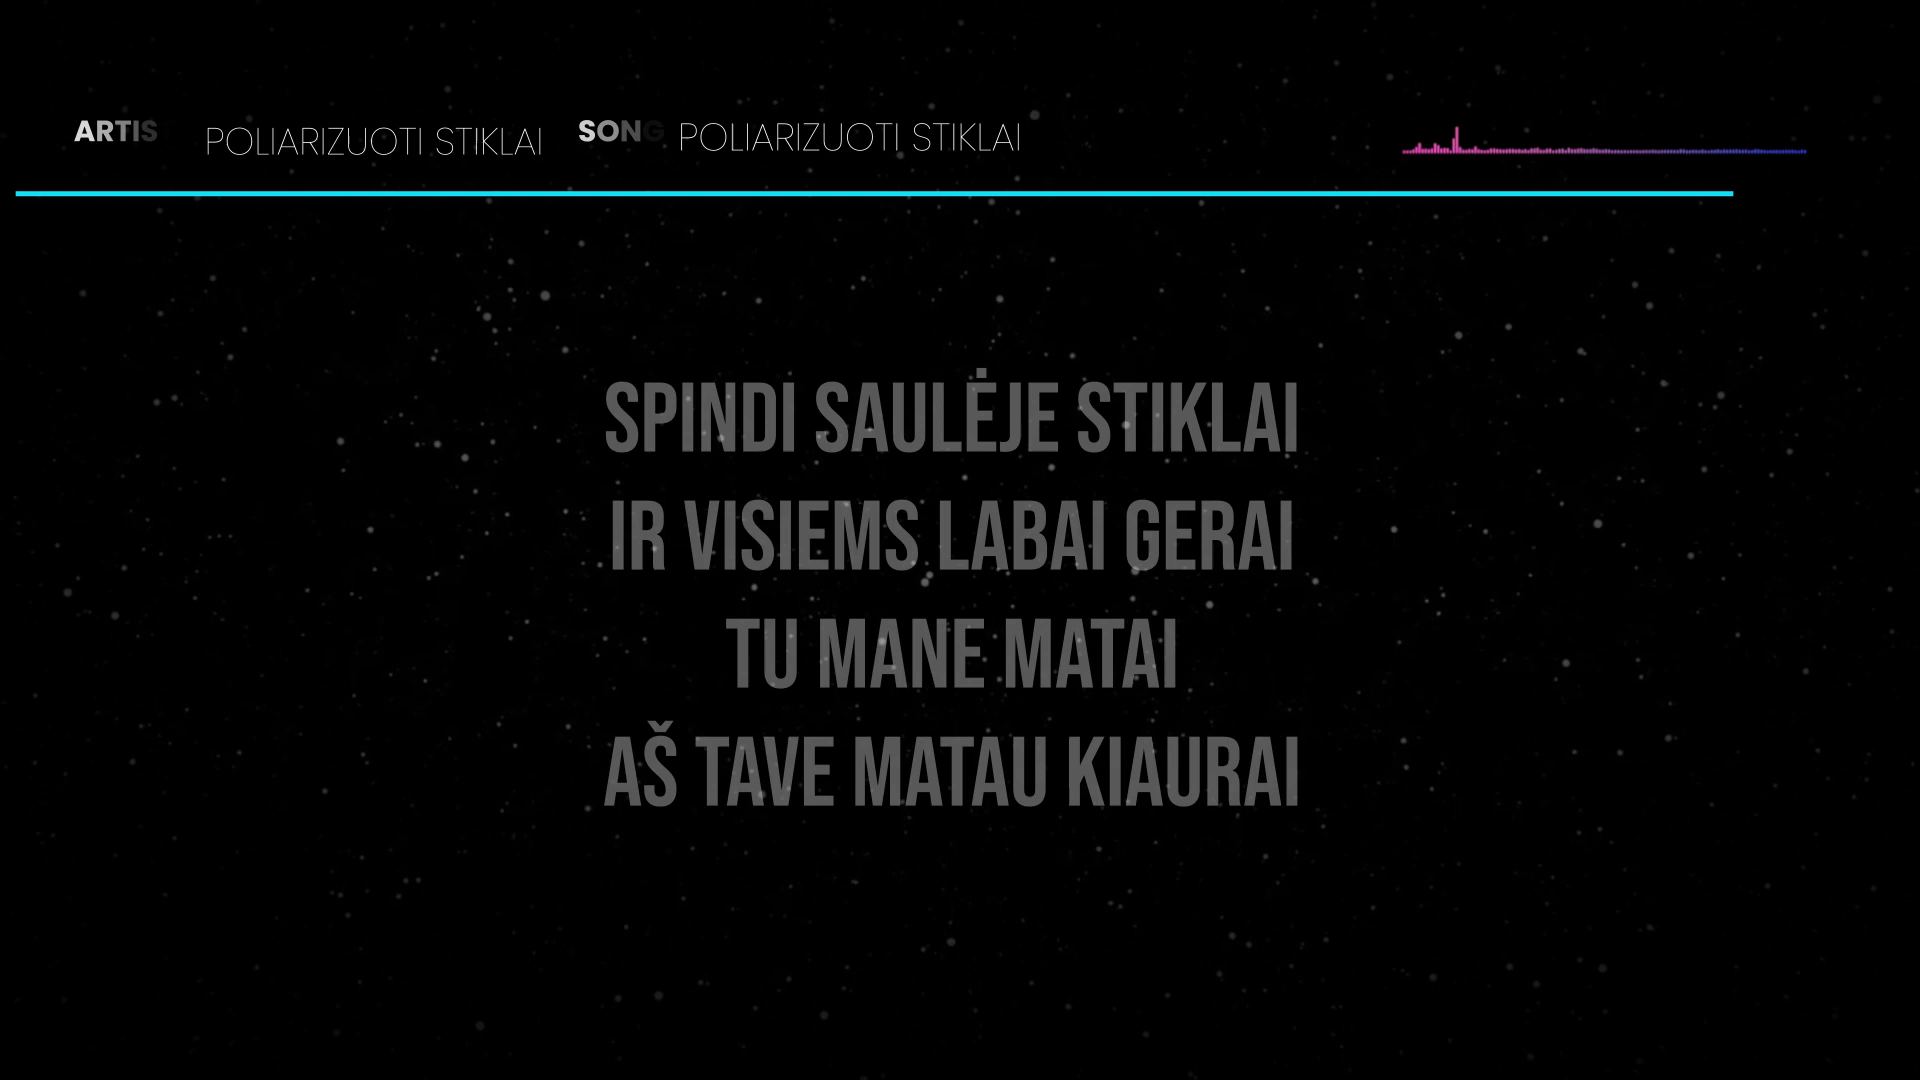 ARTIS POLIARIZUOTI STIKLAI SONG POLIARIZUOTI STIKLAI
SPINDI SAULĖJE STIKLAI
IR VISIEMS LABAI GERAI
TU MANE MATAI
AŠ TAVE MATAU KIAURAI